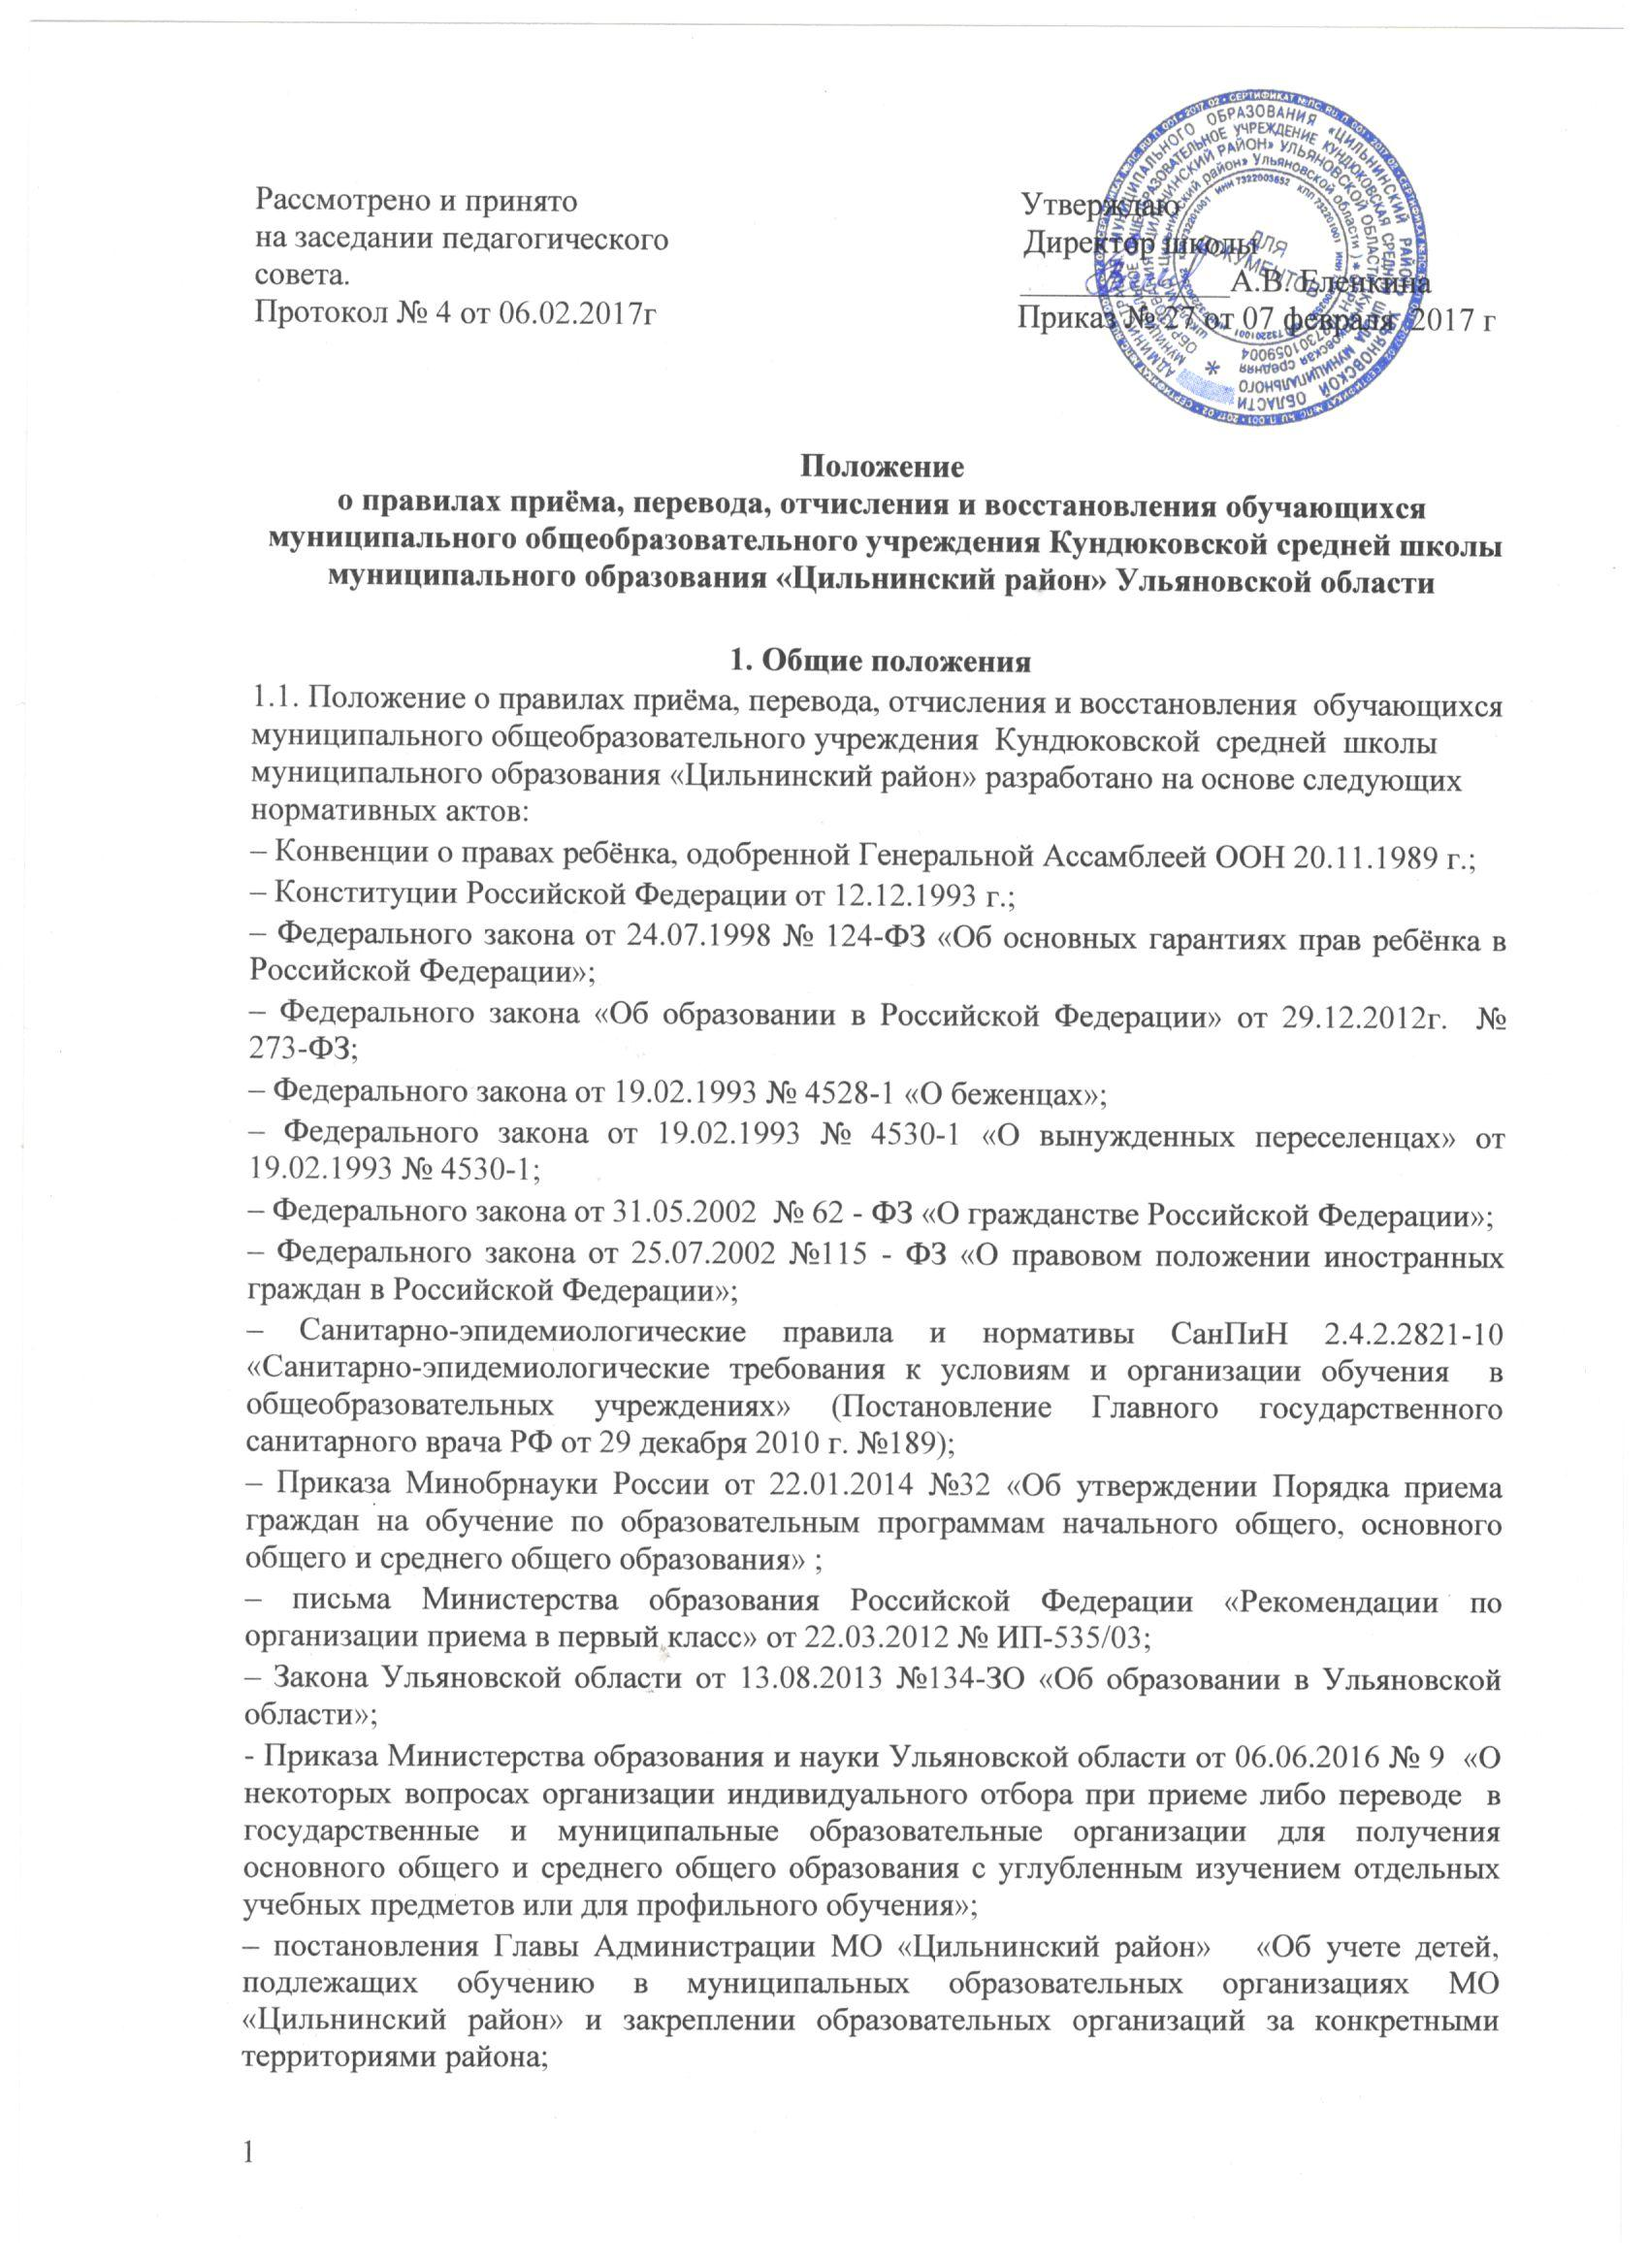 Рассмотрено и принято
на заседании педагогического
совета.
Протокол № 4 от 06.02.2017г
Утверждаю
Директор школы
_____________А.В. Еленкина
Приказ № 27 от 07 февраля 2017 г
ДЛЯ
ДОКУМЕНТОВ
Положение
о правилах приёма, перевода, отчисления и восстановления обучающихся
муниципального общеобразовательного учреждения Кундюковской средней школы
муниципального образования «Цильнинский район» Ульяновской области
1. Общие положения
1.1. Положение о правилах приёма, перевода, отчисления и восстановления обучающихся
муниципального общеобразовательного учреждения Кундюковской средней школы
муниципального образования «Цильнинский район» разработано на основе следующих
нормативных актов:
– Конвенции о правах ребёнка, одобренной Генеральной Ассамблеей ООН 20.11.1989 г.;
– Конституции Российской Федерации от 12.12.1993 г.;
– Федерального закона от 24.07.1998 № 124-ФЗ «Об основных гарантиях прав ребёнка в
Российской Федерации»;
– Федерального закона «Об образовании в Российской Федерации» от 29.12.2012г. №
273-ФЗ;
– Федерального закона от 19.02.1993 № 4528-1 «О беженцах»;
– Федерального закона от 19.02.1993 № 4530-1 «О вынужденных переселенцах» от
19.02.1993 № 4530-1;
– Федерального закона от 31.05.2002 № 62 - ФЗ «О гражданстве Российской Федерации»;
– Федерального закона от 25.07.2002 №115 - ФЗ «О правовом положении иностранных
граждан в Российской Федерации»;
– Санитарно-эпидемиологические правила и нормативы СанПиН 2.4.2.2821-10
«Санитарно-эпидемиологические требования к условиям и организации обучения в
общеобразовательных учреждениях» (Постановление Главного государственного
санитарного врача РФ от 29 декабря 2010 г. №189);
– Приказа Минобрнауки России от 22.01.2014 №32 «Об утверждении Порядка приема
граждан на обучение по образовательным программам начального общего, основного
общего и среднего общего образования» ;
– письма Министерства образования Российской Федерации «Рекомендации по
организации приема в первый класс» от 22.03.2012 № ИП-535/03;
– Закона Ульяновской области от 13.08.2013 №134-ЗО «Об образовании в Ульяновской
области»;
- Приказа Министерства образования и науки Ульяновской области от 06.06.2016 № 9 «О
некоторых вопросах организации индивидуального отбора при приеме либо переводе в
государственные и муниципальные образовательные организации для получения
основного общего и среднего общего образования с углубленным изучением отдельных
учебных предметов или для профильного обучения»;
– постановления Главы Администрации МО «Цильнинский район» «Об учете детей,
подлежащих обучению в муниципальных образовательных организациях МО
«Цильнинский район» и закреплении образовательных организаций за конкретными
территориями района;
1